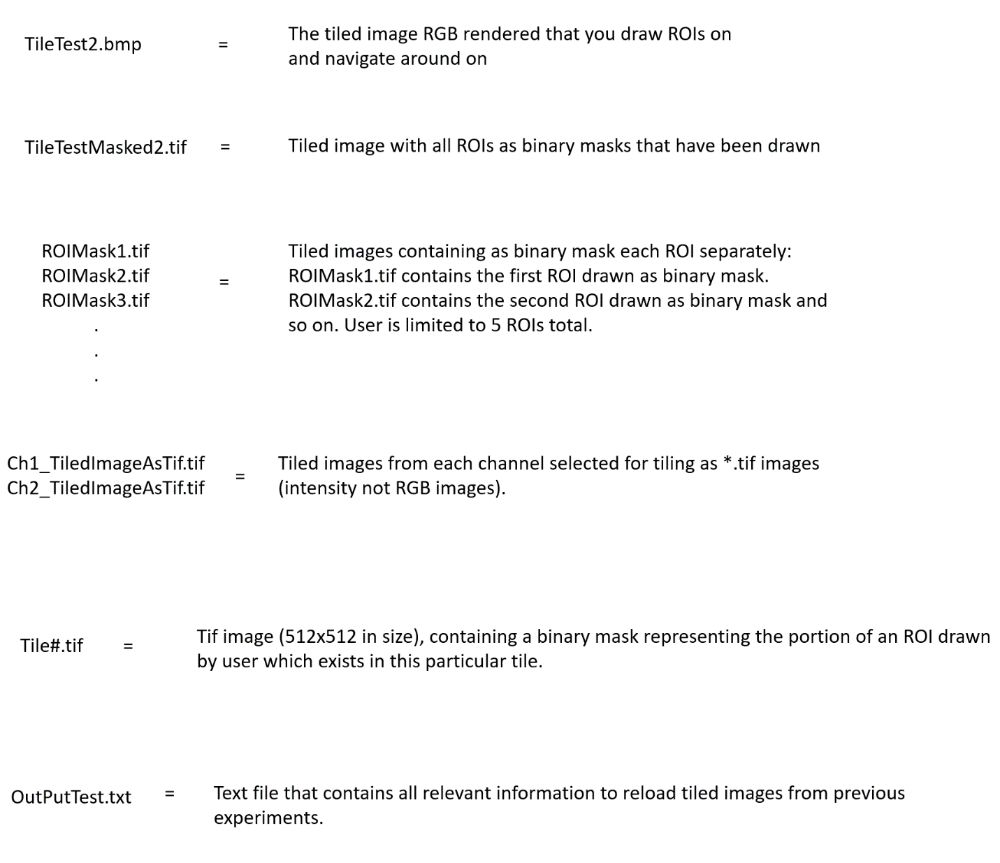 TileTest2.bmp = The tiled image RGB rendered that you draw ROIs on
and navigate around on
TileTestMasked2.tif = Tiled image with all ROIs as binary masks that have been drawn
ROIMask1.tif
ROIMask2.tif
ROIMask3.tif
.
.
.
=
Tiled images containing as binary mask each ROI separately:
ROIMask1.tif contains the first ROI drawn as binary mask.
ROIMask2.tif contains the second ROI drawn as binary mask and
so on. User is limited to 5 ROIs total.
Ch1_TiledImageAsTif.tif
Ch2_TiledImageAsTif.tif
=
Tiled images from each channel selected for tiling as *.tif images
(intensity not RGB images).
Tile#.tif = Tif image (512x512 in size), containing a binary mask representing the portion of an ROI drawn
by user which exists in this particular tile.
OutPutTest.txt = Text file that contains all relevant information to reload tiled images from previous
experiments.